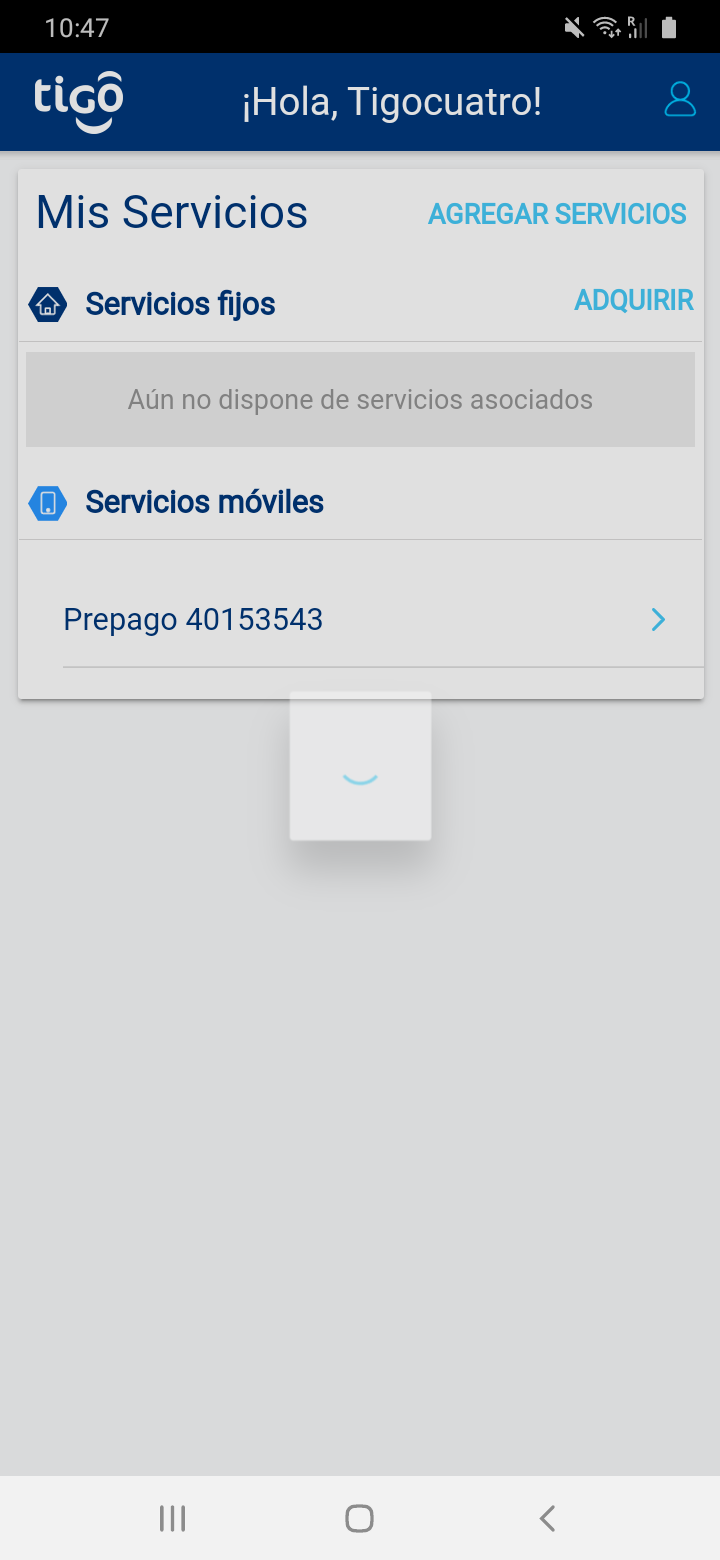 10:47
R
tigo
¡Hola, Tigocuatro!
Mis Servicios
AGREGAR SERVICIOS
Servicios fijos
ADQUIRIR
Aún no dispone de servicios asociados
Servicios móviles
Prepago 40153543